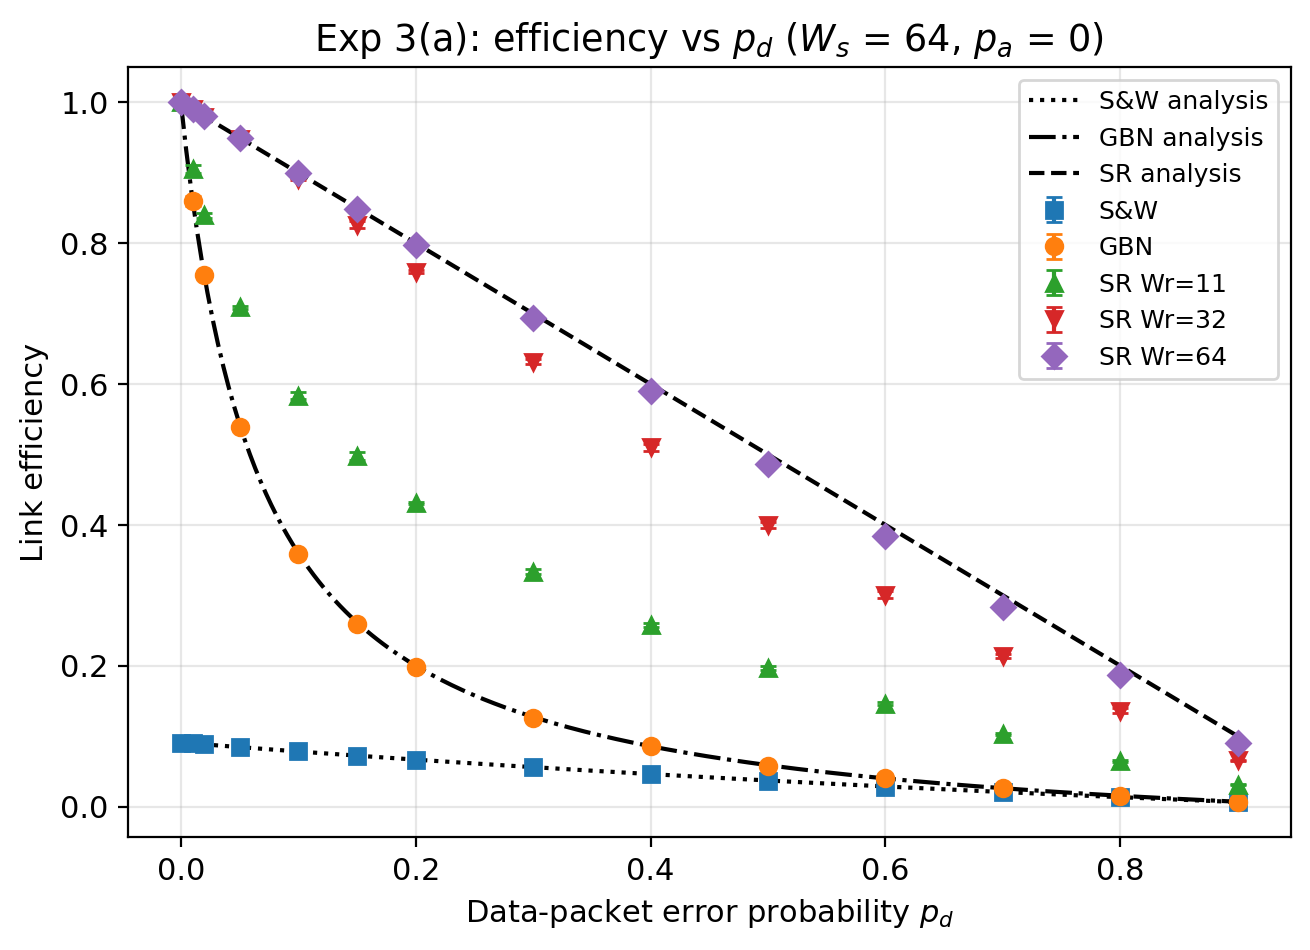 Exp 3(a): efficiency vs p_d (W_s = 64, p_a = 0)
S&W analysis
GBN analysis
SR analysis
S&W
GBN
SR Wr=11
SR Wr=32
SR Wr=64
Link efficiency
1.0
0.8
0.6
0.4
0.2
0.0
0.0 0.2 0.4 0.6 0.8
Data-packet error probability p_d